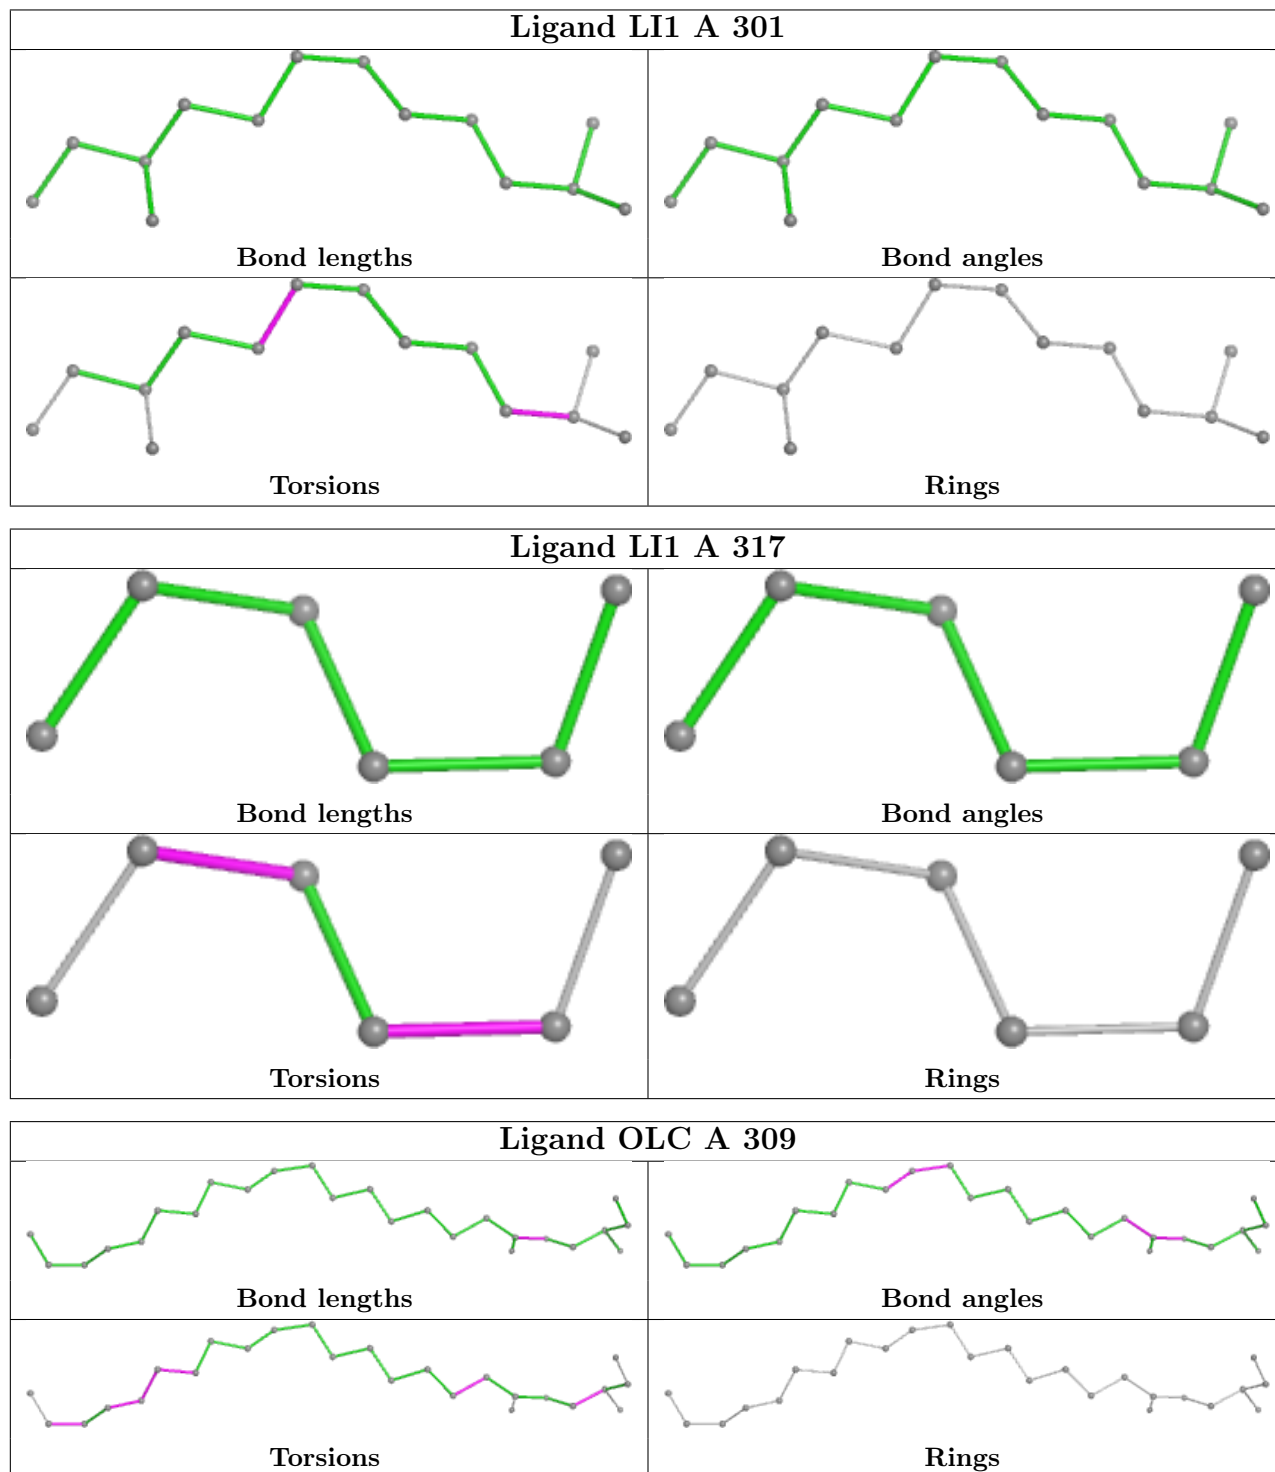 Ligand LI1 A 301
Bond lengths
Bond angles
Torsions
Rings
Ligand LI1 A 317
Bond lengths
Bond angles
Torsions
Rings
Ligand OLC A 309
Bond lengths
Bond angles
Torsions
Rings